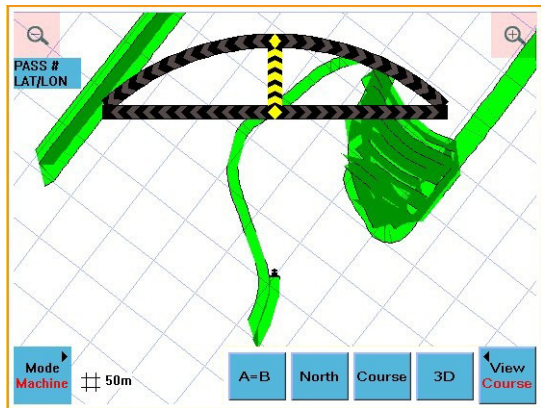 PASS #
LAT/LON
Mode
Machine
50m
A=B
North
Course
3D
View
Course